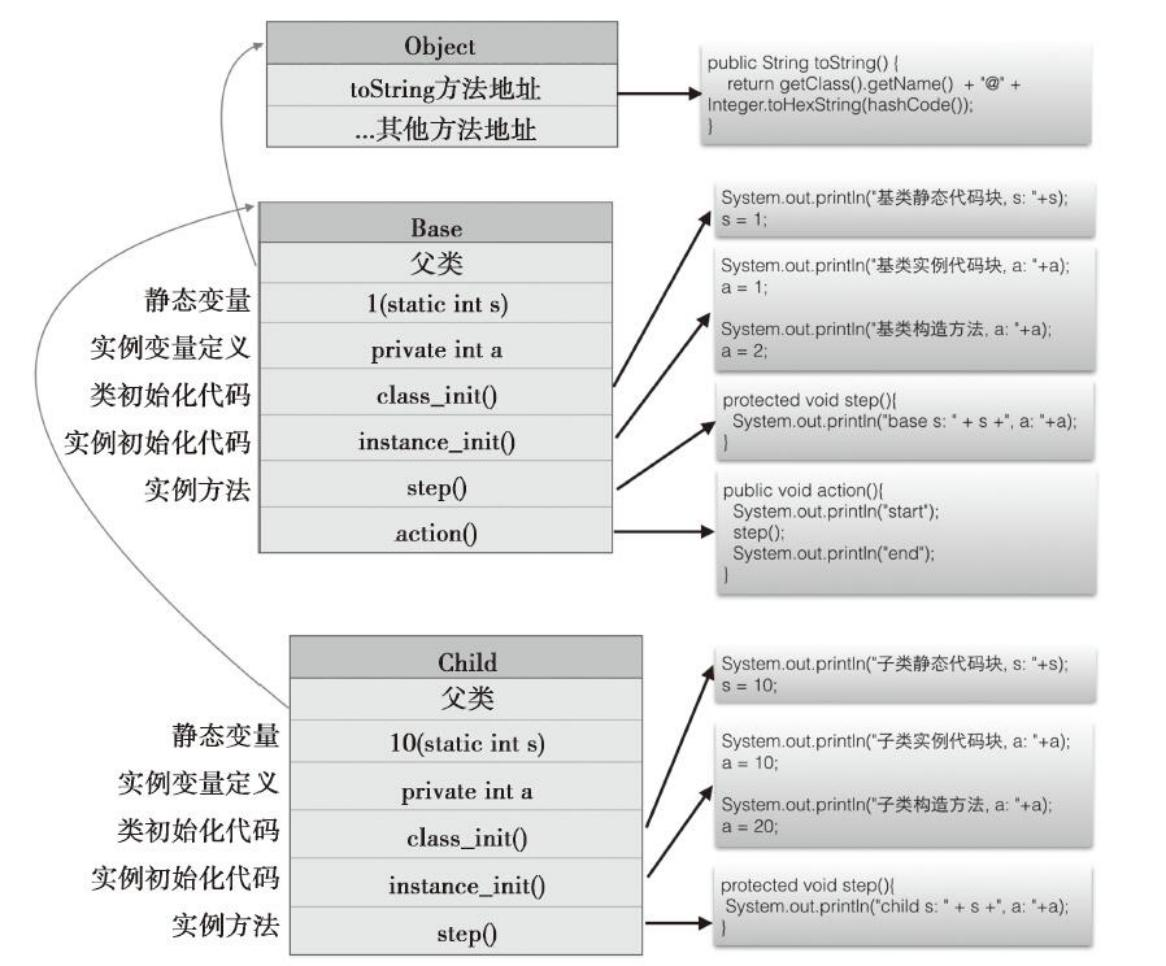 Object
toString方法地址
...其他方法地址
public String toString() {
return getClass().getName() + "@" +
Integer.toHexString(hashCode());
}
Base
父类
静态变量
1(static int s)
实例变量定义
private int a
类初始化代码
class_init()
实例初始化代码
instance_init()
实例方法
step()
action()
System.out.println("基类静态代码块, s: "+s);
s = 1;
System.out.println("基类实例代码块, a: "+a);
a = 1;
System.out.println("基类构造方法, a: "+a);
a = 2;
protected void step(){
System.out.println("base s: " + s +", a: "+a);
}
public void action(){
System.out.println("start");
step();
System.out.println("end");
}
Child
父类
静态变量
10(static int s)
实例变量定义
private int a
类初始化代码
class_init()
实例初始化代码
instance_init()
实例方法
step()
System.out.println("子类静态代码块, s: "+s);
s = 10;
System.out.println("子类实例代码块, a: "+a);
a = 10;
System.out.println("子类构造方法, a: "+a);
a = 20;
protected void step(){
System.out.println("child s: " + s +", a: "+a);
}